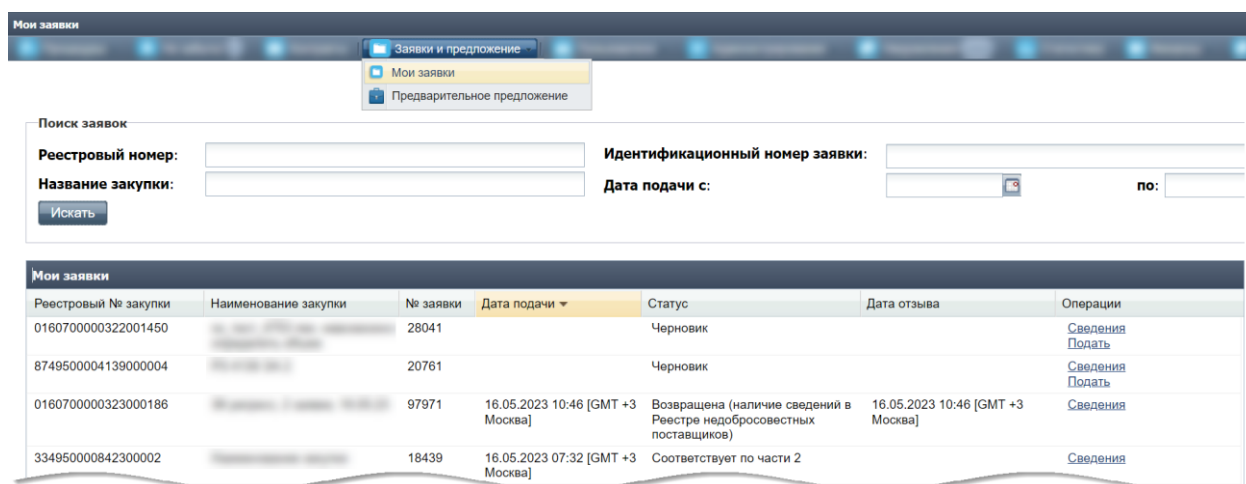 Мои заявки
Заявки и предложение
Мои заявки
Предварительное предложение
Поиск заявок
Реестровый номер: Идентификационный номер заявки:
Название закупки: Дата подачи с: по:
Искать
Мои заявки
Реестровый № закупки Наименование закупки № заявки Дата подачи Статус Дата отзыва Операции
0160700000322001450 28041 Черновик Сведения
Подать
8749500004139000004 20761 Черновик Сведения
Подать
0160700000323000186 97971 16.05.2023 10:46 [GMT +3 Возвращена (наличие сведений в 16.05.2023 10:46 [GMT +3 Сведения
Москва] Реестре недобросовестных Москва]
поставщиков)
334950000842300002 18439 16.05.2023 07:32 [GMT +3 Соответствует по части 2 Сведения
Москва]